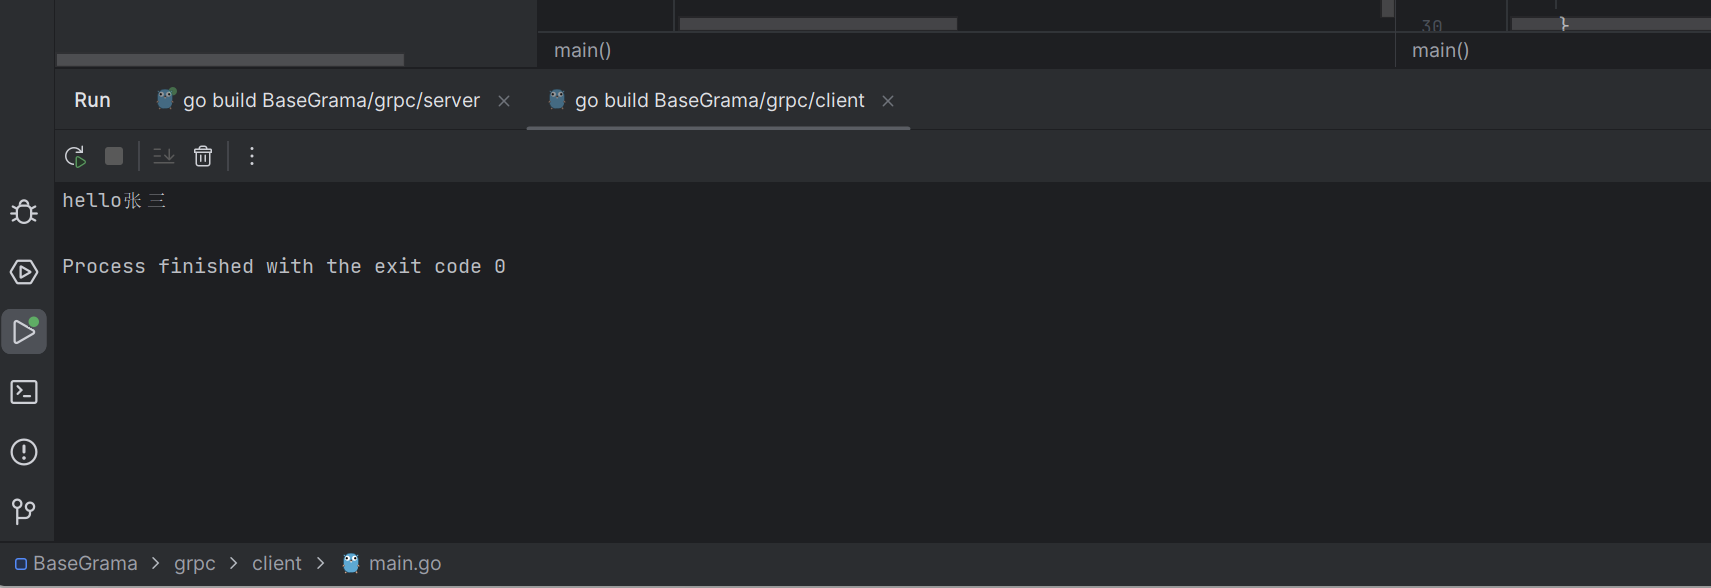 30
}
main()
main()
Run
go build BaseGrama/grpc/server
go build BaseGrama/grpc/client
hello张三
Process finished with the exit code 0
BaseGrama > grpc > client > main.go